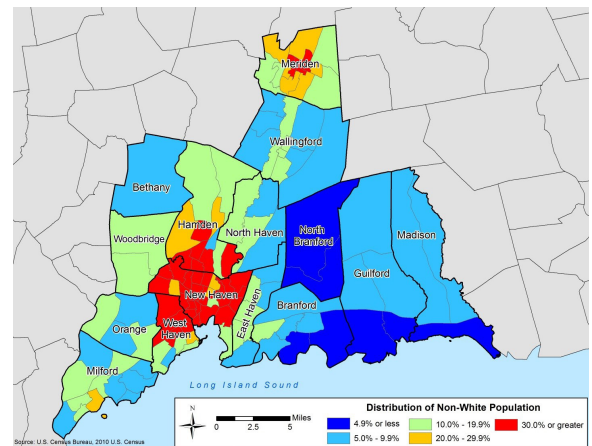 Meriden
Wallingford
Bethany
Hamden
North Haven
North
Branford
Woodbridge
Madison
Guilford
New Haven
East Haven
Branford
West
Haven
Orange
Milford
Long Island Sound
N
0 2.5 5 Miles
Distribution of Non-White Population
4.9% or less
10.0% - 19.9%
30.0% or greater
5.0% - 9.9%
20.0% - 29.9%
Source: U.S. Census Bureau, 2010 U.S. Census